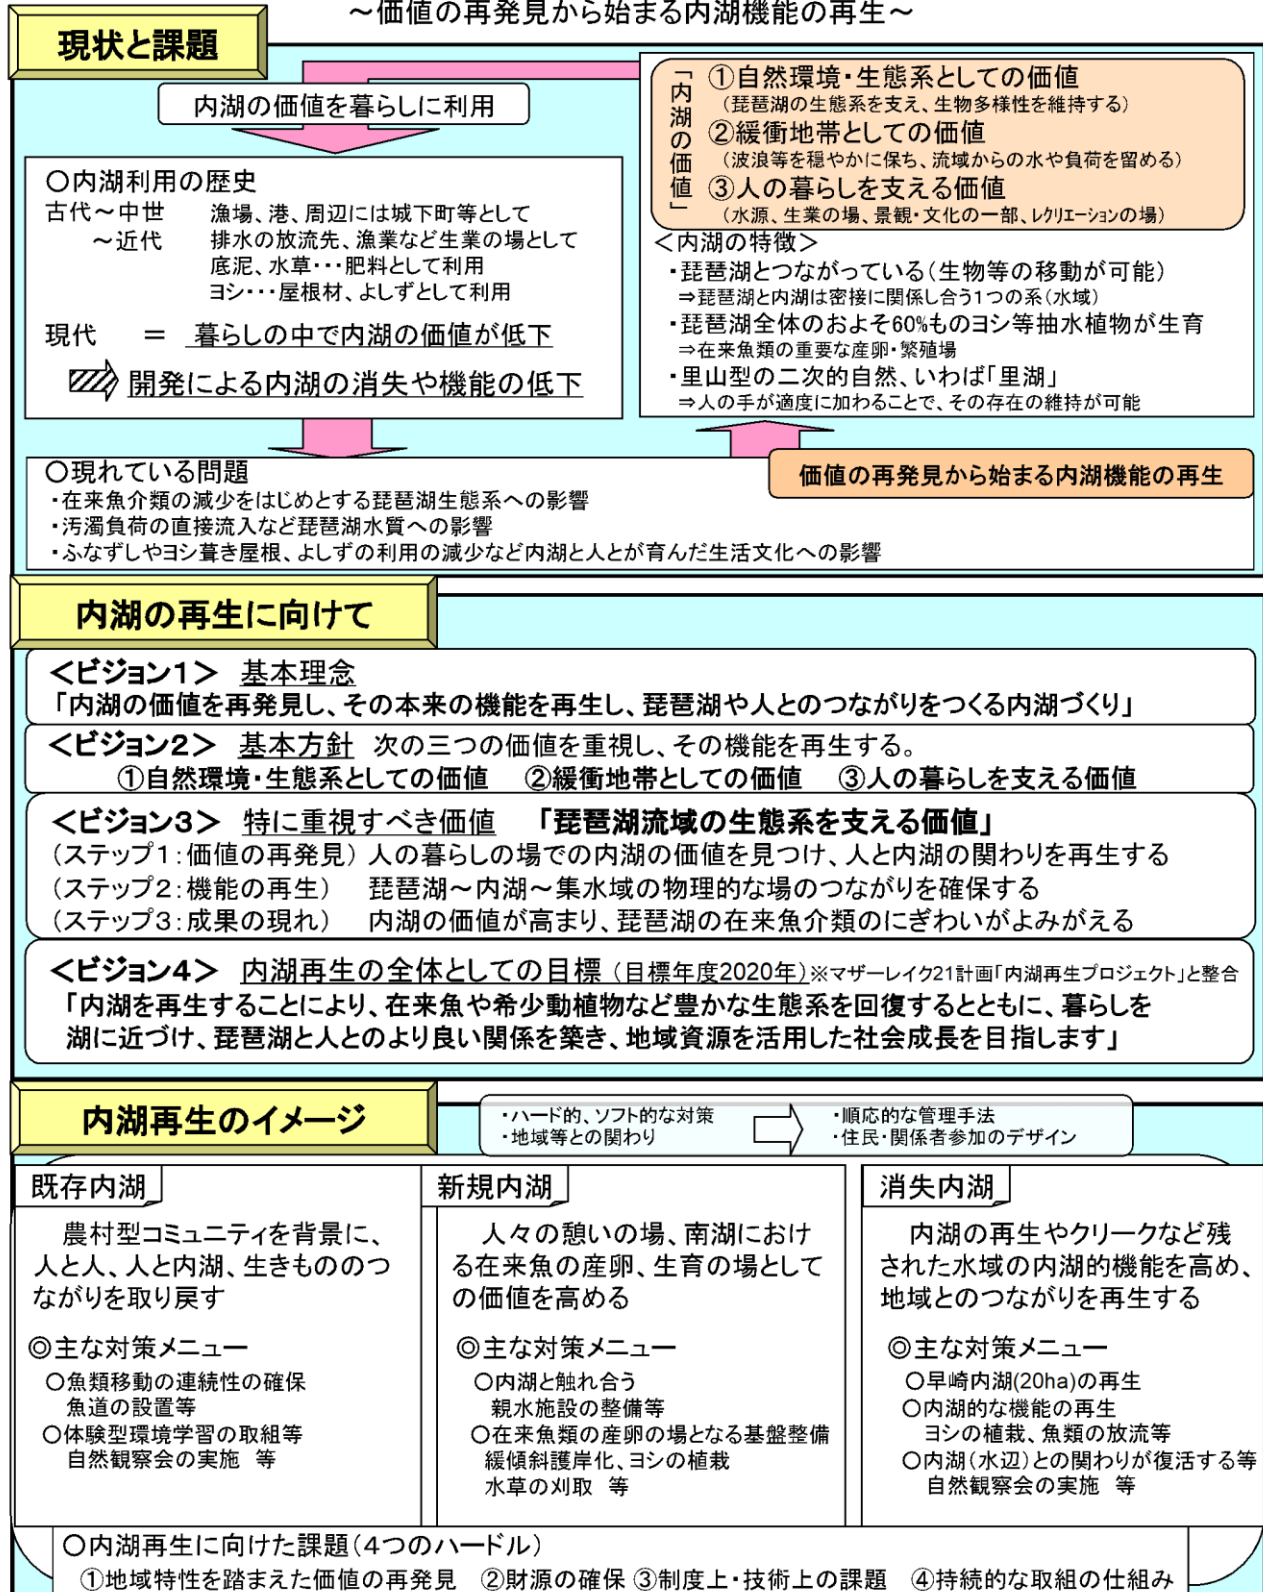 ～価値の再発見から始まる内湖機能の再生～
現状と課題
内湖の価値を暮らしに利用
○内湖利用の歴史
古代～中世　漁場、港、周辺には城下町等として
～近代　排水の放流先、漁業など生業の場として
底泥、水草･･･肥料として利用
ヨシ･･･屋根材、よしずとして利用
現代　＝　暮らしの中で内湖の価値が低下
開発による内湖の消失や機能の低下
「内湖の価値」
①自然環境・生態系としての価値
（琵琶湖の生態系を支え、生物多様性を維持する）
②緩衝地帯としての価値
（波浪等を穏やかに保ち、流域からの水や負荷を留める）
③人の暮らしを支える価値
（水源、生業の場、景観・文化の一部、ﾚｸﾘｴｰｼｮﾝの場）
＜内湖の特徴＞
・琵琶湖とつながっている（生物等の移動が可能）
⇒琵琶湖と内湖は密接に関係し合う1つの系（水域）
・琵琶湖全体のおよそ60%ものヨシ等抽水植物が生育
⇒在来魚類の重要な産卵・繁殖場
・里山型の二次的自然、いわば「里湖」
⇒人の手が適度に加わることで、その存在の維持が可能
○現れている問題
・在来魚介類の減少をはじめとする琵琶湖生態系への影響
・汚濁負荷の直接流入など琵琶湖水質への影響
・ふなずしやヨシ葺き屋根、よしずの利用の減少など内湖と人とが育んだ生活文化への影響
価値の再発見から始まる内湖機能の再生
内湖の再生に向けて
＜ビジョン１＞　基本理念
「内湖の価値を再発見し、その本来の機能を再生し、琵琶湖や人とのつながりをつくる内湖づくり」
＜ビジョン２＞　基本方針　次の三つの価値を重視し、その機能を再生する。
①自然環境・生態系としての価値　②緩衝地帯としての価値　③人の暮らしを支える価値
＜ビジョン３＞　特に重視すべき価値　「琵琶湖流域の生態系を支える価値」
（ステップ１：価値の再発見）人の暮らしの場での内湖の価値を見つけ、人と内湖の関わりを再生する
（ステップ２：機能の再生）　琵琶湖～内湖～集水域の物理的な場のつながりを確保する
（ステップ３：成果の現れ）　内湖の価値が高まり、琵琶湖の在来魚介類のにぎわいがよみがえる
＜ビジョン４＞　内湖再生の全体としての目標（目標年度2020年）※マザーレイク21計画「内湖再生プロジェクト」と整合
「内湖を再生することにより、在来魚や希少動植物など豊かな生態系を回復するとともに、暮らしを
湖に近づけ、琵琶湖と人とのより良い関係を築き、地域資源を活用した社会成長を目指します」
内湖再生のイメージ
・ハード的、ソフト的な対策
・地域等との関わり
・順応的な管理手法
・住民・関係者参加のデザイン
既存内湖
農村型コミュニティを背景に、
人と人、人と内湖、生きもののつ
ながりを取り戻す
◎主な対策メニュー
○魚類移動の連続性の確保
魚道の設置等
○体験型環境学習の取組等
自然観察会の実施　等
新規内湖
人々の憩いの場、南湖におけ
る在来魚の産卵、生育の場として
の価値を高める
◎主な対策メニュー
○内湖と触れ合う
親水施設の整備等
○在来魚類の産卵の場となる基盤整備
緩傾斜護岸化、ヨシの植栽
水草の刈取　等
消失内湖
内湖の再生やクリークなど残
された水域の内湖的機能を高め、
地域とのつながりを再生する
◎主な対策メニュー
○早崎内湖(20ha)の再生
○内湖的な機能の再生
ヨシの植栽、魚類の放流等
○内湖（水辺）との関わりが復活する等
自然観察会の実施　等
○内湖再生に向けた課題（４つのハードル）
①地域特性を踏まえた価値の再発見　②財源の確保 ③制度上・技術上の課題　④持続的な取組の仕組み